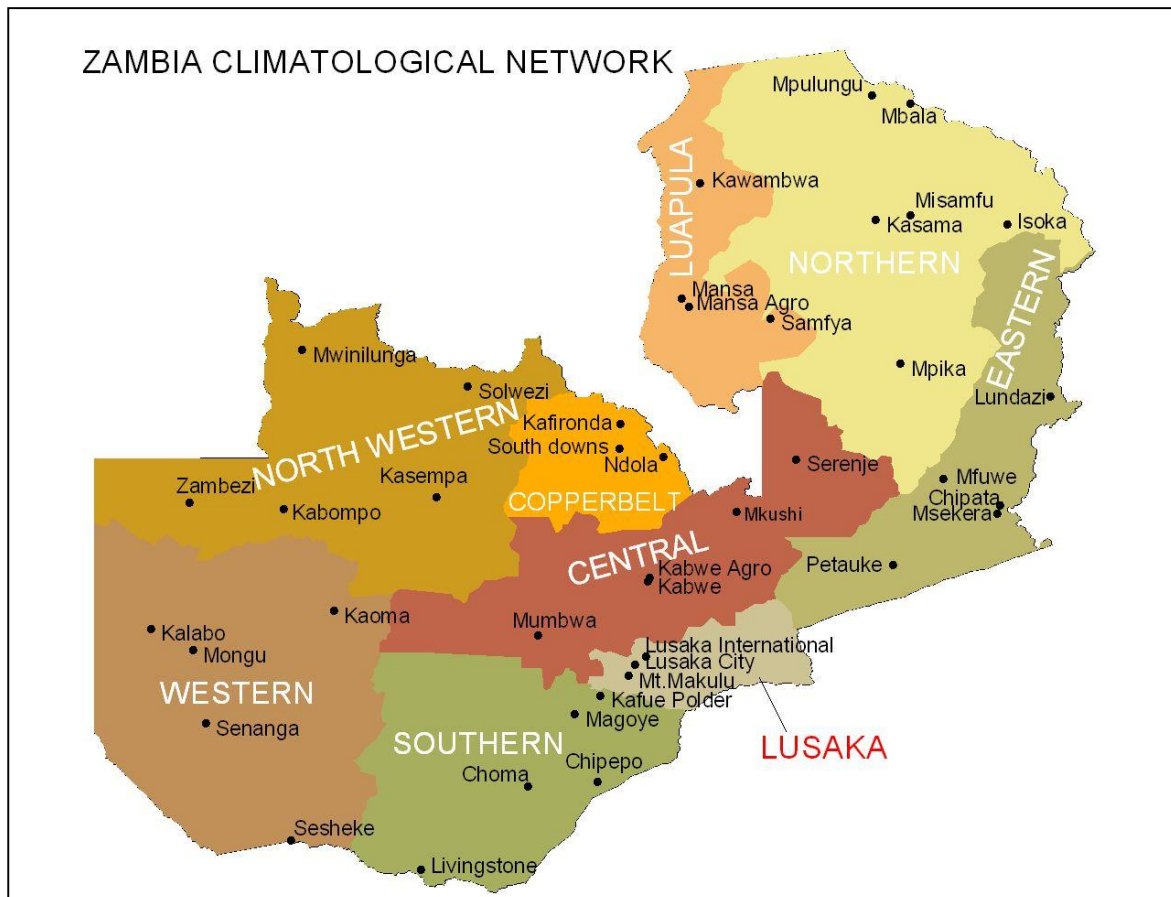 ZAMBIA CLIMATOLOGICAL NETWORK
Mpulungu
Mbala
LUAPULA
Kawambwa
Misamfu
Kasama
Isoka
NORTHERN
EASTERN
Mansa
Mansa Agro
Samfya
Mwinilunga
Mpika
Solwezi
Lundazi
NORTH WESTERN
Kafironda
South downs
Ndola
Serenje
Zambezi
Kasempa
Mfuwe
COPPERBELT
Chipata
Kabompo
Mkushi
Msekera
CENTRAL
Kabwe Agro
Kabwe
Petauke
Kaoma
Mumbwa
Kalabo
Mongu
Lusaka International
Lusaka City
Mt.Makulu
WESTERN
Kafue Polder
Senanga
Magoye
SOUTHERN
LUSAKA
Choma
Chipepo
Sesheke
Livingstone